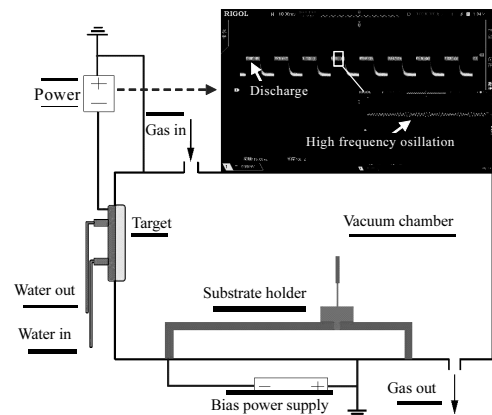 RIGOL
Discharge
High frequency osillation
Power
Gas in
Target
Vacuum chamber
Water out
Substrate holder
Water in
Bias power supply
Gas out